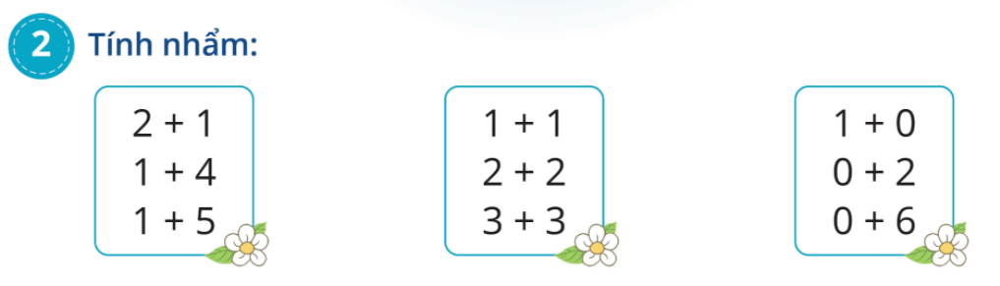 2 Tính nhẩm:
2 + 1
1 + 4
1 + 5
1 + 1
2 + 2
3 + 3
1 + 0
0 + 2
0 + 6